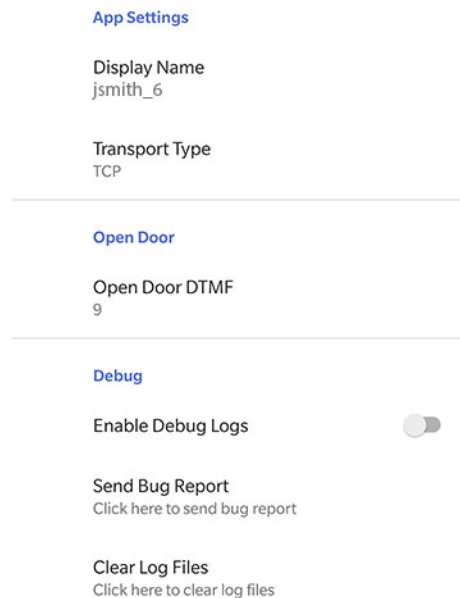 App Settings
Display Name
jsmith_6
Transport Type
TCP
Open Door
Open Door DTMF
9
Debug
Enable Debug Logs
Send Bug Report
Click here to send bug report
Clear Log Files
Click here to clear log files